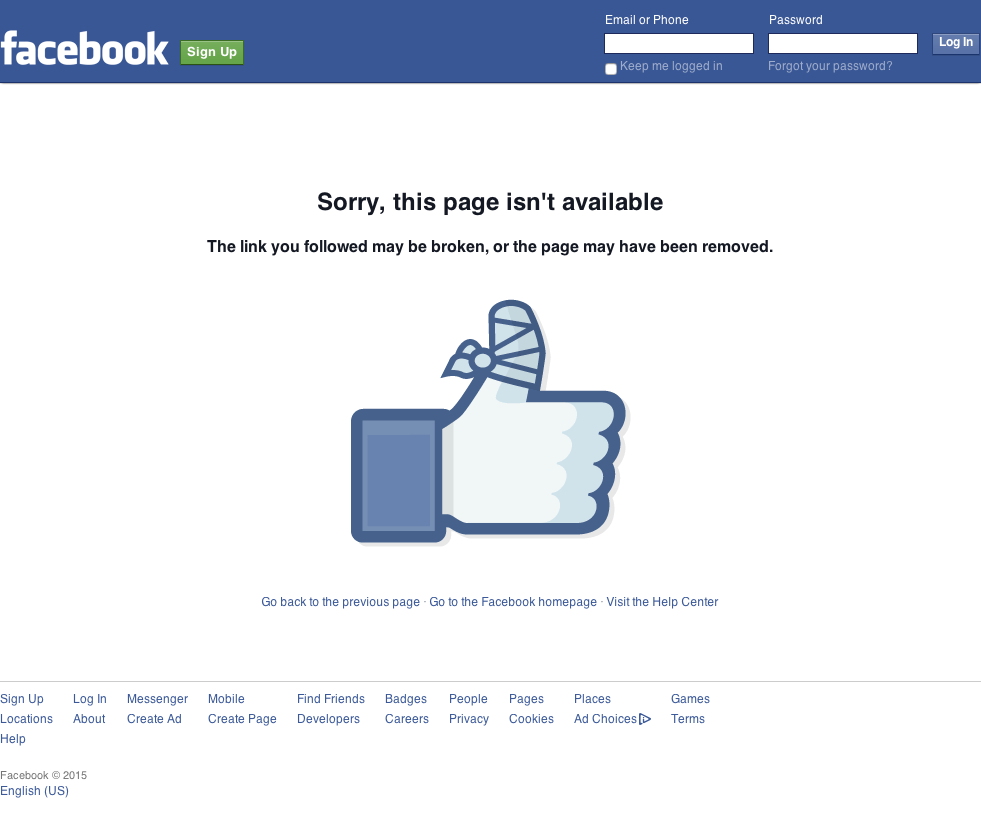 Email or Phone Password
facebook Sign Up Log In
Keep me logged in Forgot your password?
Sorry, this page isn't available
The link you followed may be broken, or the page may have been removed.
Go back to the previous page · Go to the Facebook homepage · Visit the Help Center
Sign Up Log In Messenger Mobile Find Friends Badges People Pages Places Games
Locations About Create Ad Create Page Developers Careers Privacy Cookies Ad Choices Terms
Help
Facebook © 2015
English (US)